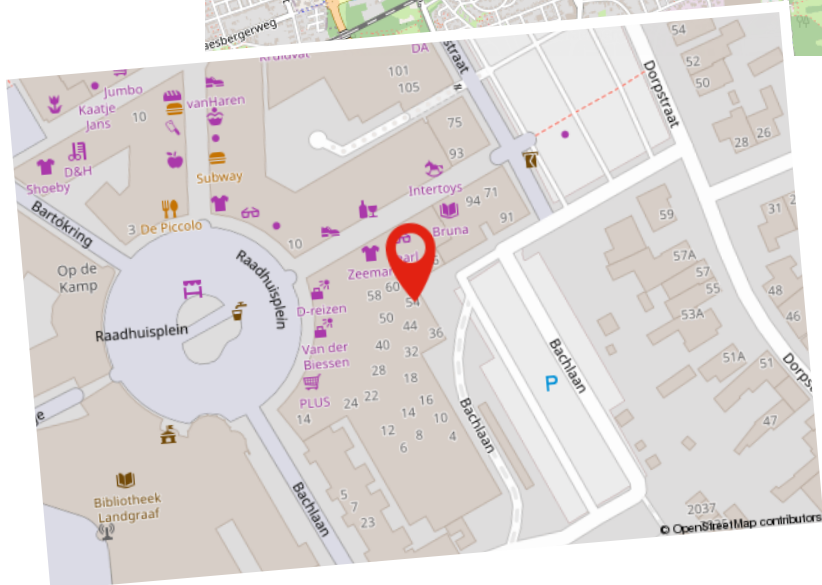 aesbergerweg
Kruidvat
DA
straat
54
52
50
Dorpstraat
101
105
Jumbo
Kaatje
Jans
vanHaren
10
75
93
28
26
D&H
Shoeby
Subway
Intertoys
94
71
91
Bruna
De Piccolo
3
Bartókring
10
59
31
Op de
Kamp
Raadhuisplein
Zeeman
Pearl
57A
57
55
58
60
54
D-reizen
50
44
36
53A
48
46
Raadhuisplein
Van der
Biessen
40
32
28
18
PLUS
24
22
14
14
16
10
12
8
4
6
Bachlaan
P
Bachlaan
51A
51
Dorps
47
Bibliotheek
Landgraaf
Bachlaan
5
7
23
2037
© OpenStreetMap contributors